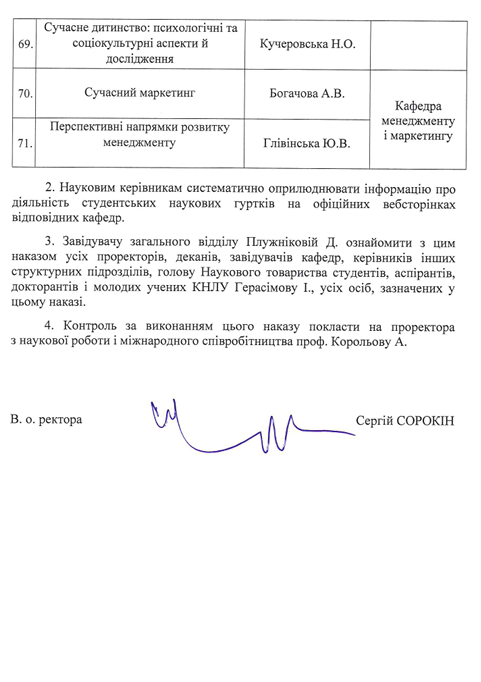 69. Сучасне дитинство: психологічні та соціокультурні аспекти й дослідження Кучеровська Н.О.
70. Сучасний маркетинг Богачова А.В. Кафедра менеджменту і маркетингу
71. Перспективні напрямки розвитку менеджменту Глівінська Ю.В.
2. Науковим керівникам систематично оприлюднювати інформацію про
діяльність студентських наукових гуртків на офіційних вебсторінках
відповідних кафедр.
3. Завідувачу загального відділу Плужніковій Д. ознайомити з цим
наказом усіх проректорів, деканів, завідувачів кафедр, керівників інших
структурних підрозділів, голову Наукового товариства студентів, аспірантів,
докторантів і молодих учених КНЛУ Герасімову І., усіх осіб, зазначених у
цьому наказі.
4. Контроль за виконанням цього наказу покласти на проректора
з наукової роботи і міжнародного співробітництва проф. Корольову А.
В. о. ректора Сергій СОРОКІН